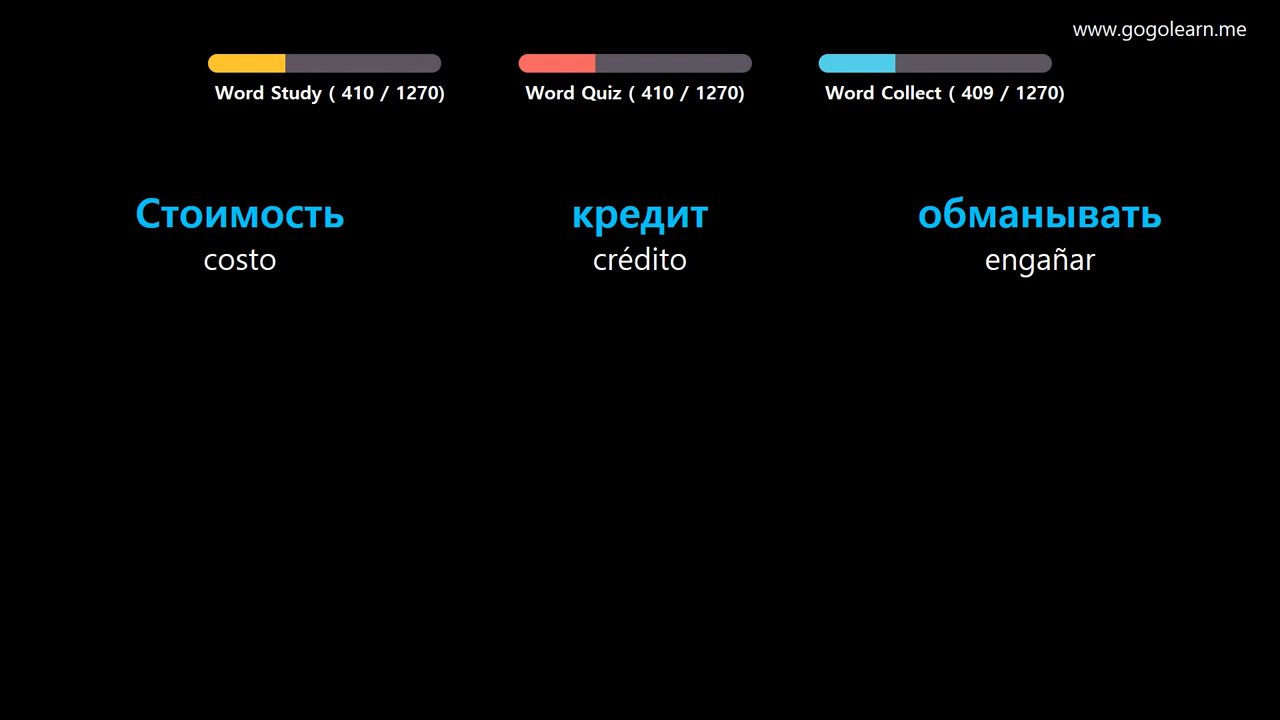 www.gogolearn.me
Word Study ( 410 / 1270)
Word Quiz ( 410 / 1270)
Word Collect ( 409 / 1270)
Стоимость
costo
кредит
crédito
обманывать
engañar